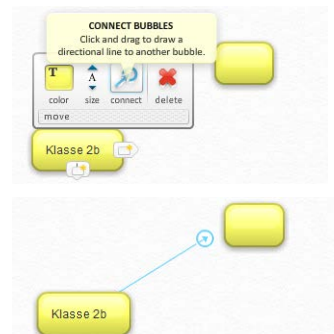 CONNECT BUBBLES
Click and drag to draw a
directional line to another bubble.
T
A
color size connect delete
move
Klasse 2b
Klasse 2b